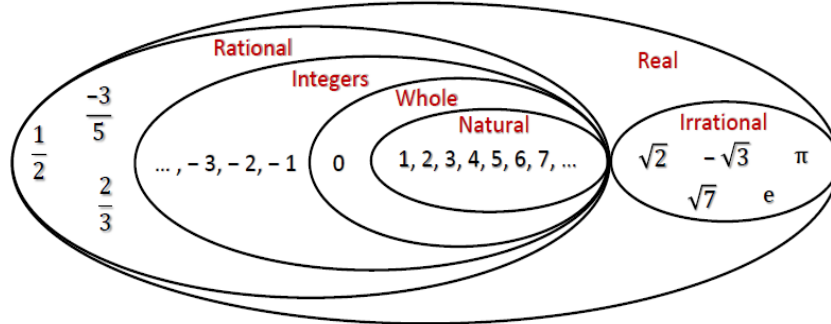 Rational
Real
Integers
Whole
Natural
Irrational
1/2
−3/5
2/3
... , − 3, − 2, − 1
0
1, 2, 3, 4, 5, 6, 7, ...
√2 − √3 π
√7 e